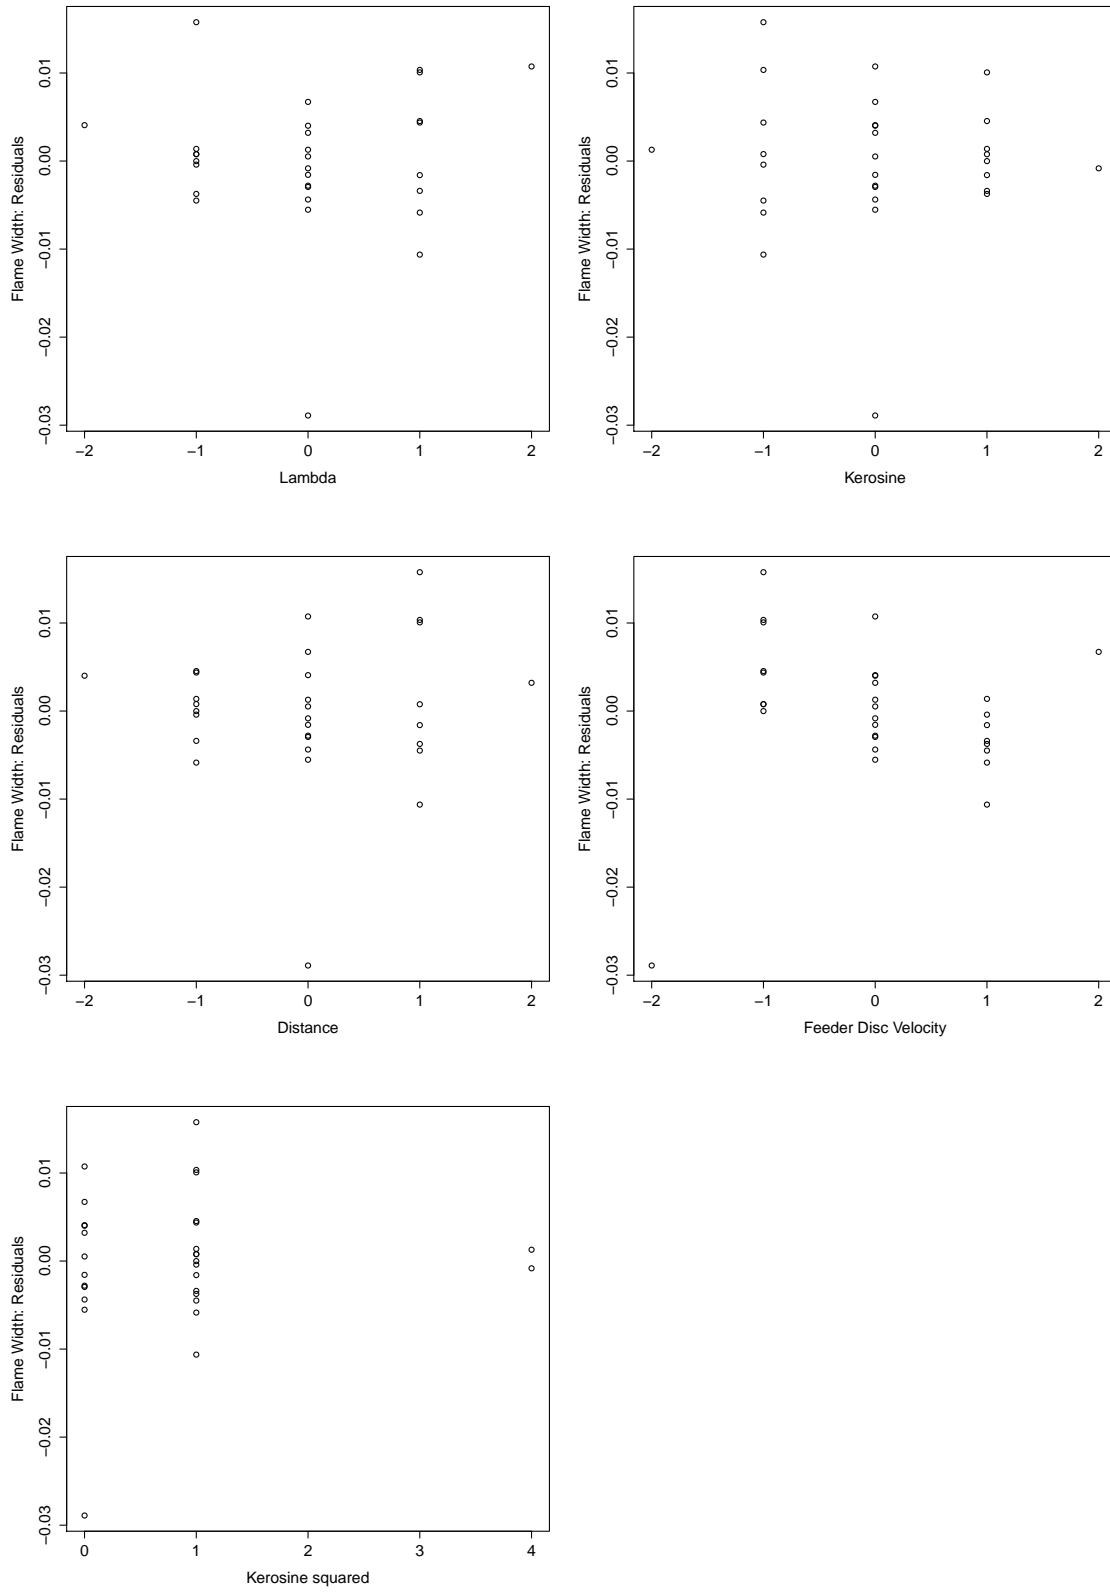 0.01
0.00
−0.01
−0.02
−0.03
Flame Width: Residuals
−2 −1 0 1 2
Lambda
0.01
0.00
−0.01
−0.02
−0.03
Flame Width: Residuals
−2 −1 0 1 2
Kerosine
0.01
0.00
−0.01
−0.02
−0.03
Flame Width: Residuals
−2 −1 0 1 2
Distance
0.01
0.00
−0.01
−0.02
−0.03
Flame Width: Residuals
−2 −1 0 1 2
Feeder Disc Velocity
0.01
0.00
−0.01
−0.02
−0.03
Flame Width: Residuals
0 1 2 3 4
Kerosine squared